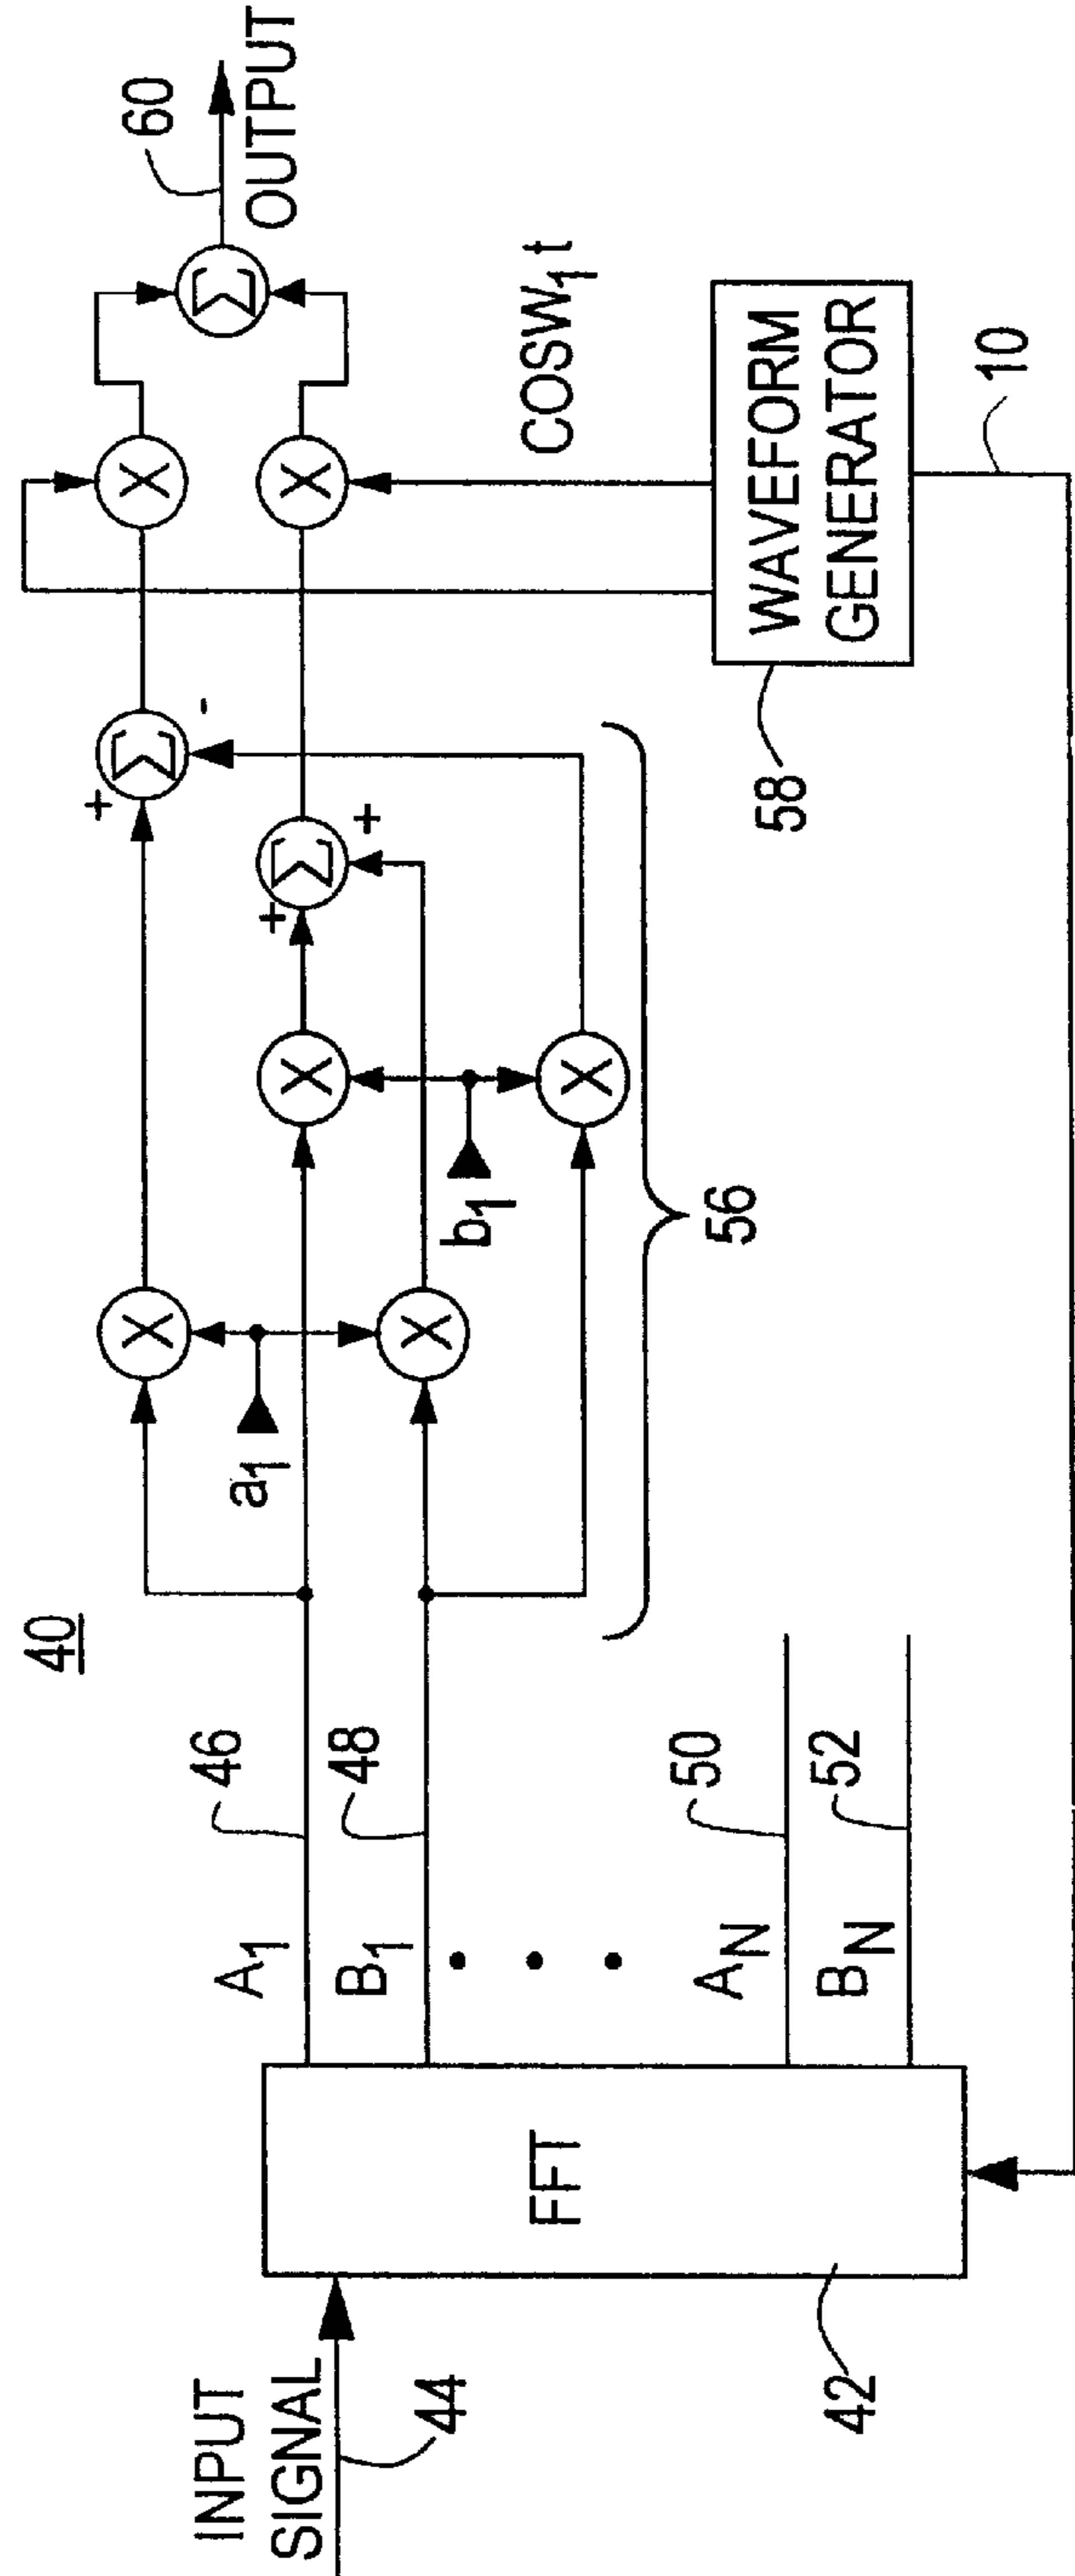 40
INPUT
SIGNAL
44
FFT
42
A1
46
B1
48
AN
50
BN
52
a1
X
X
b1
X
X
+
Σ
+
+
Σ
-
56
X
X
COSW1t
WAVEFORM
GENERATOR
58
10
Σ
60
OUTPUT